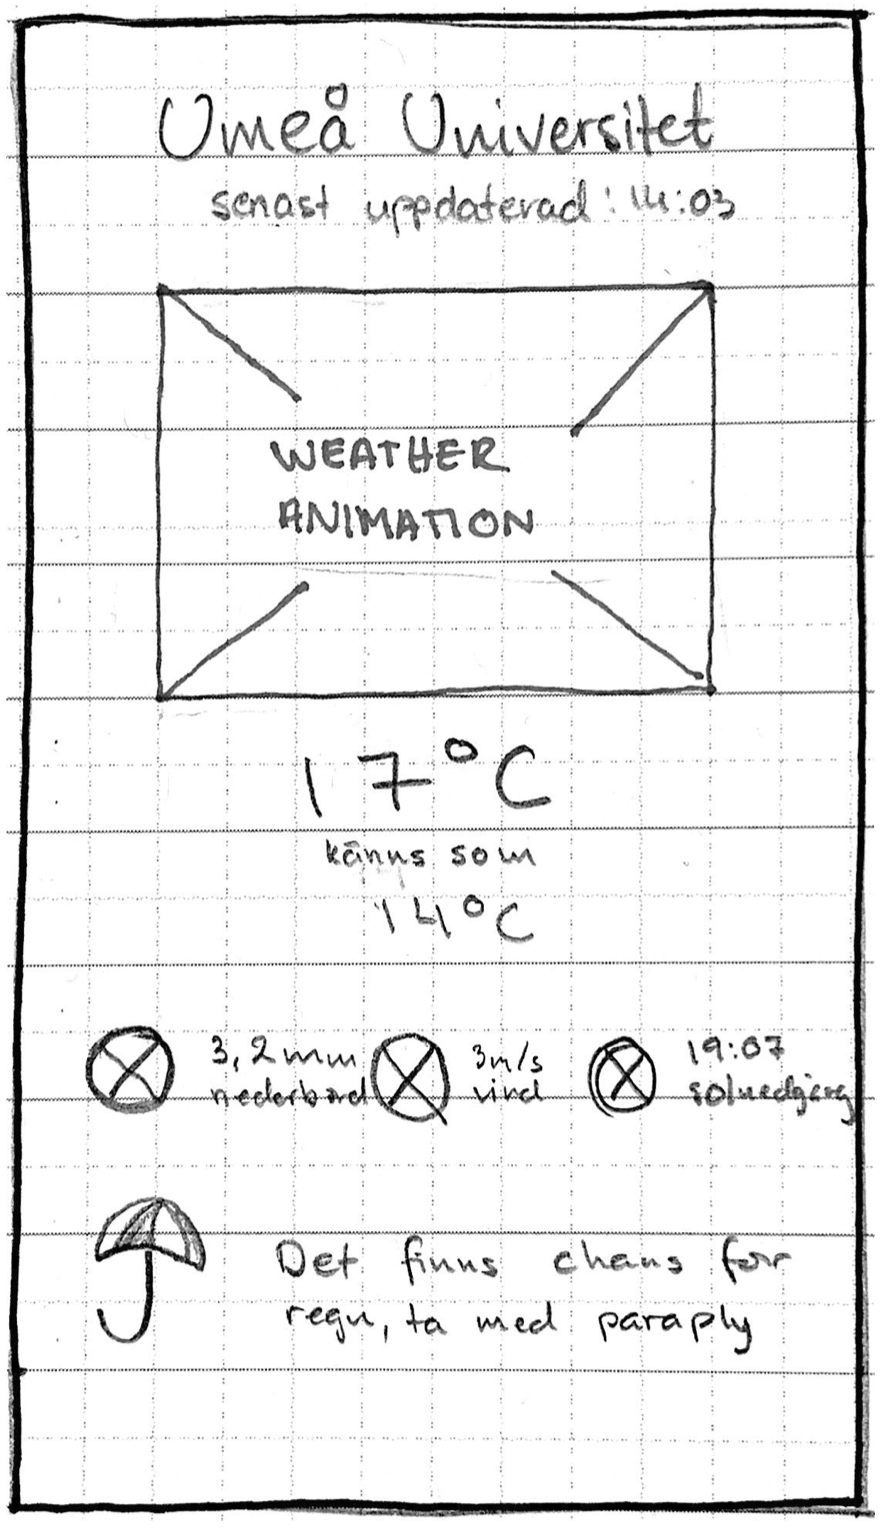 Umeå Universitet
senast uppdaterad: 14:03
WEATHER
ANIMATION
17°C
känns som
14°C
3,2mm
nederbörd
3m/s
vind
19:07
solnedgång
Det finns chans för
regn, ta med paraply